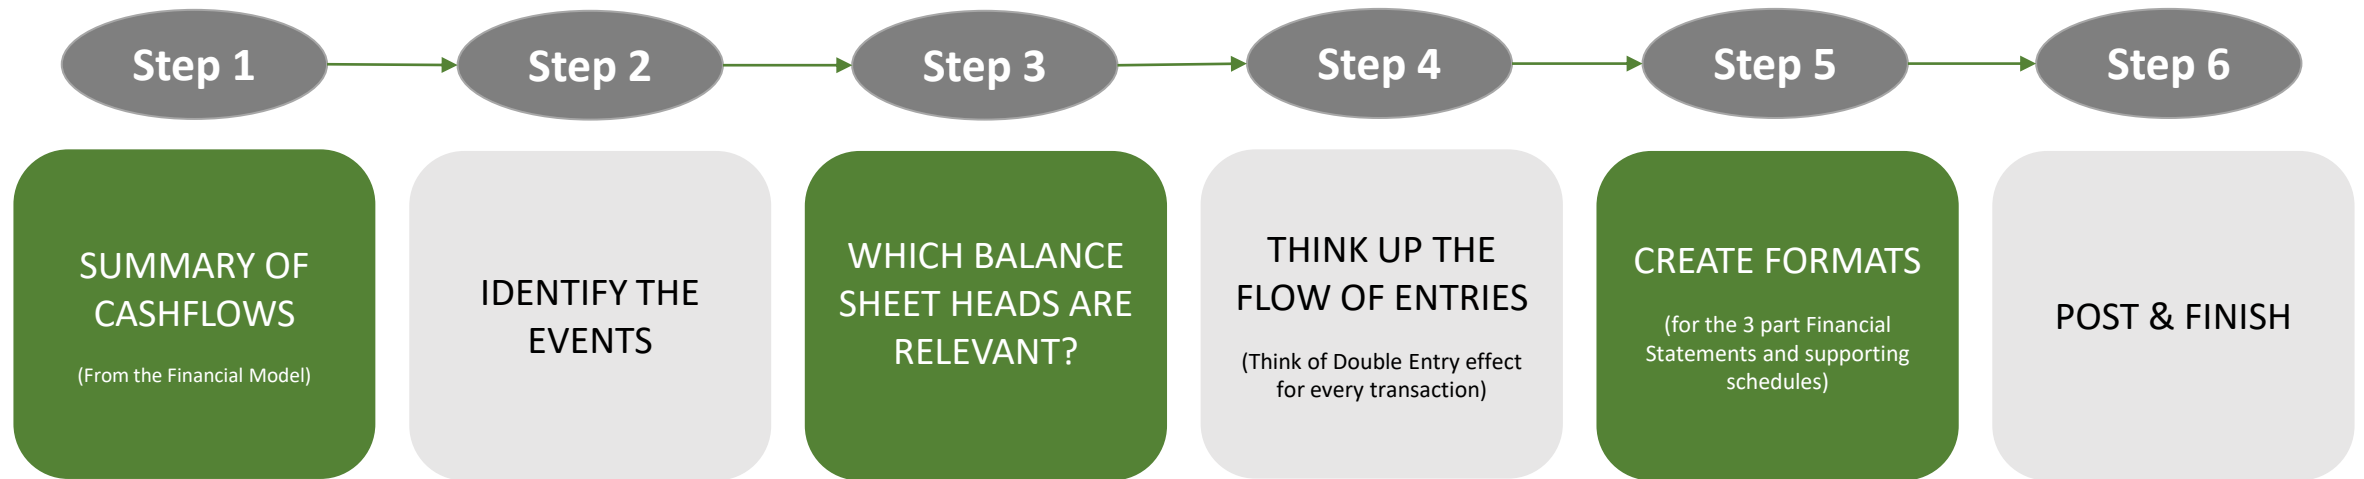 Step 1
Step 2
Step 3
Step 4
Step 5
Step 6
SUMMARY OF
CASHFLOWS
(From the Financial Model)
IDENTIFY THE
EVENTS
WHICH BALANCE
SHEET HEADS ARE
RELEVANT?
THINK UP THE
FLOW OF ENTRIES
(Think of Double Entry effect
for every transaction)
CREATE FORMATS
(for the 3 part Financial
Statements and supporting
schedules)
POST & FINISH